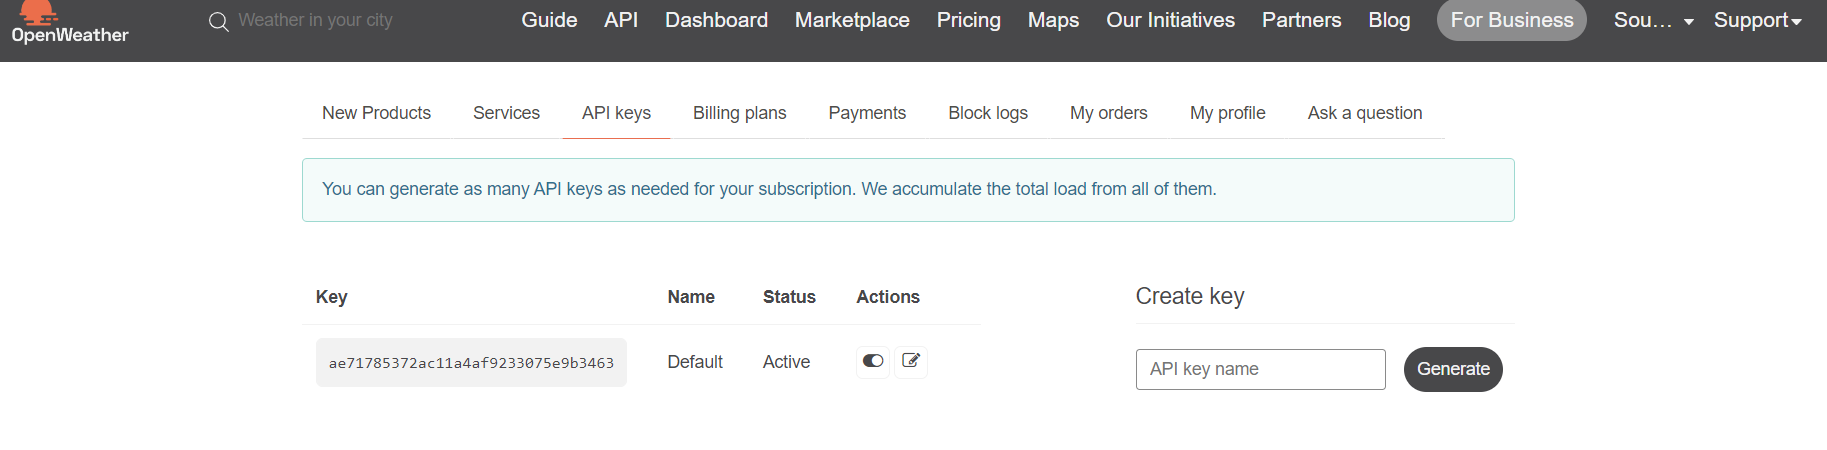 OpenWeather
Weather in your city
Guide API Dashboard Marketplace Pricing Maps Our Initiatives Partners Blog For Business Sou... Support
New Products Services API keys Billing plans Payments Block logs My orders My profile Ask a question
You can generate as many API keys as needed for your subscription. We accumulate the total load from all of them.
Key Name Status Actions
ae71785372ac11a4af9233075e9b3463 Default Active
Create key
API key name Generate